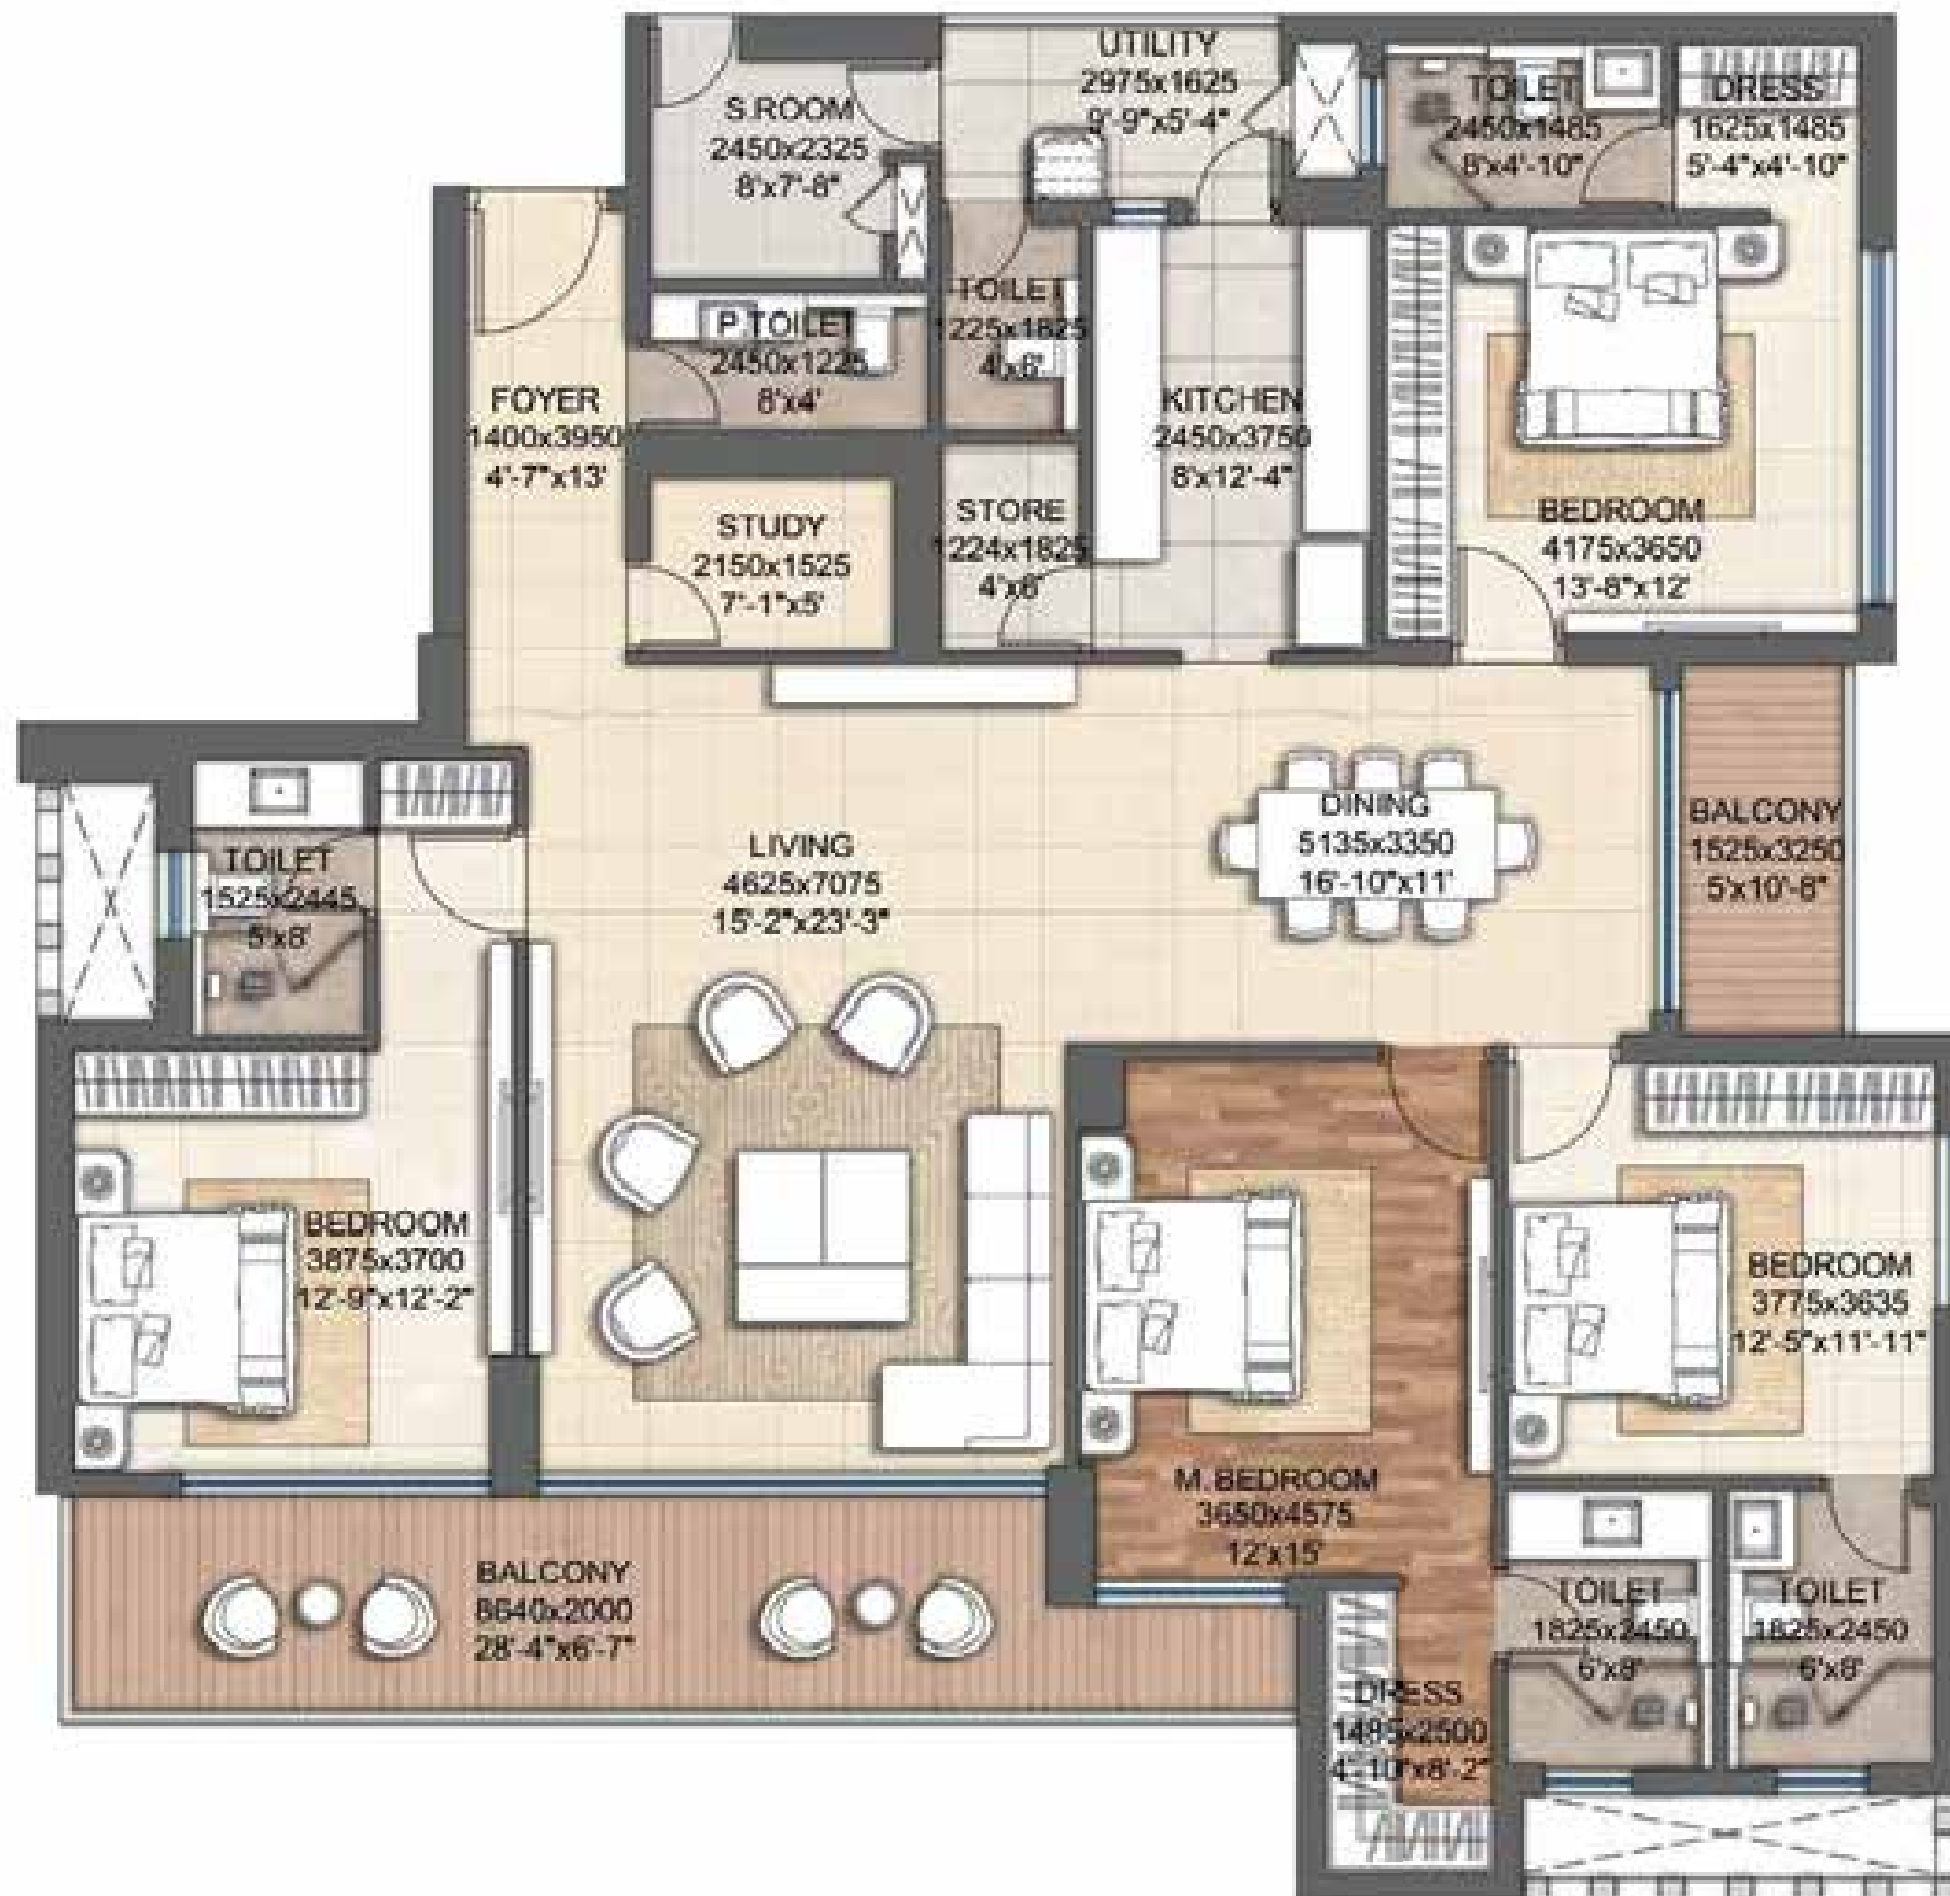 UTILITY
2975x1625
9'-9"x5'-4"
S.ROOM
2450x2325
8'x7'-8"
TOILET
2450x1485
8'x4'-10"
DRESS
1625x1485
5'-4"x4'-10"
P.TOILET
2450x1225
8'x4'
TOILET
1225x1825
4'x6'
FOYER
1400x3950
4'-7"x13'
KITCHEN
2450x3750
8'x12'-4"
STUDY
2150x1525
7'-1"x5'
STORE
1224x1825
4'x6'
BEDROOM
4175x3650
13'-8"x12'
LIVING
4625x7075
15'-2"x23'-3"
DINING
5135x3350
16'-10"x11'
BALCONY
1525x3250
5'x10'-8"
TOILET
1525x2445
5'x8'
BEDROOM
3875x3700
12'-9"x12'-2"
BEDROOM
3775x3635
12'-5"x11'-11"
M. BEDROOM
3650x4575
12'x15'
BALCONY
8640x2000
28'-4"x6'-7"
TOILET
1825x2450
6'x8'
TOILET
1825x2450
6'x8'
DRESS
1485x2500
4'-10"x8'-2"